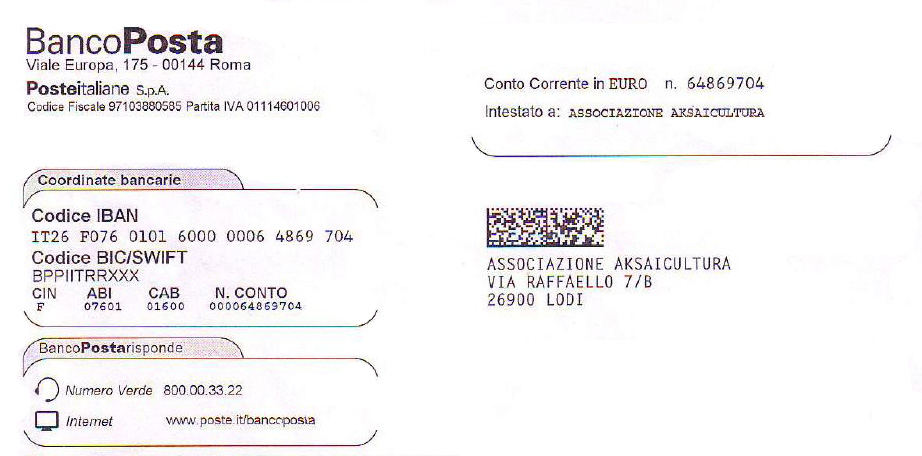 BancoPosta
Viale Europa, 175 - 00144 Roma
Posteitaliane S.p.A.
Codice Fiscale 97103880585 Partita IVA 01114601006
Conto Corrente in EURO n. 64869704
Intestato a: ASSOCIAZIONE AKSAICULTURA
Coordinate bancarie
Codice IBAN
IT26 F076 0101 6000 0006 4869 704
Codice BIC/SWIFT
BPPIITRRXXX
CIN ABI CAB N. CONTO
F 07601 01600 000064869704
ASSOCIAZIONE AKSAICULTURA
VIA RAFFAELLO 7/B
26900 LODI
BancoPostarisponde
Numero Verde 800.00.33.22
Internet www.poste.it/bancoposta